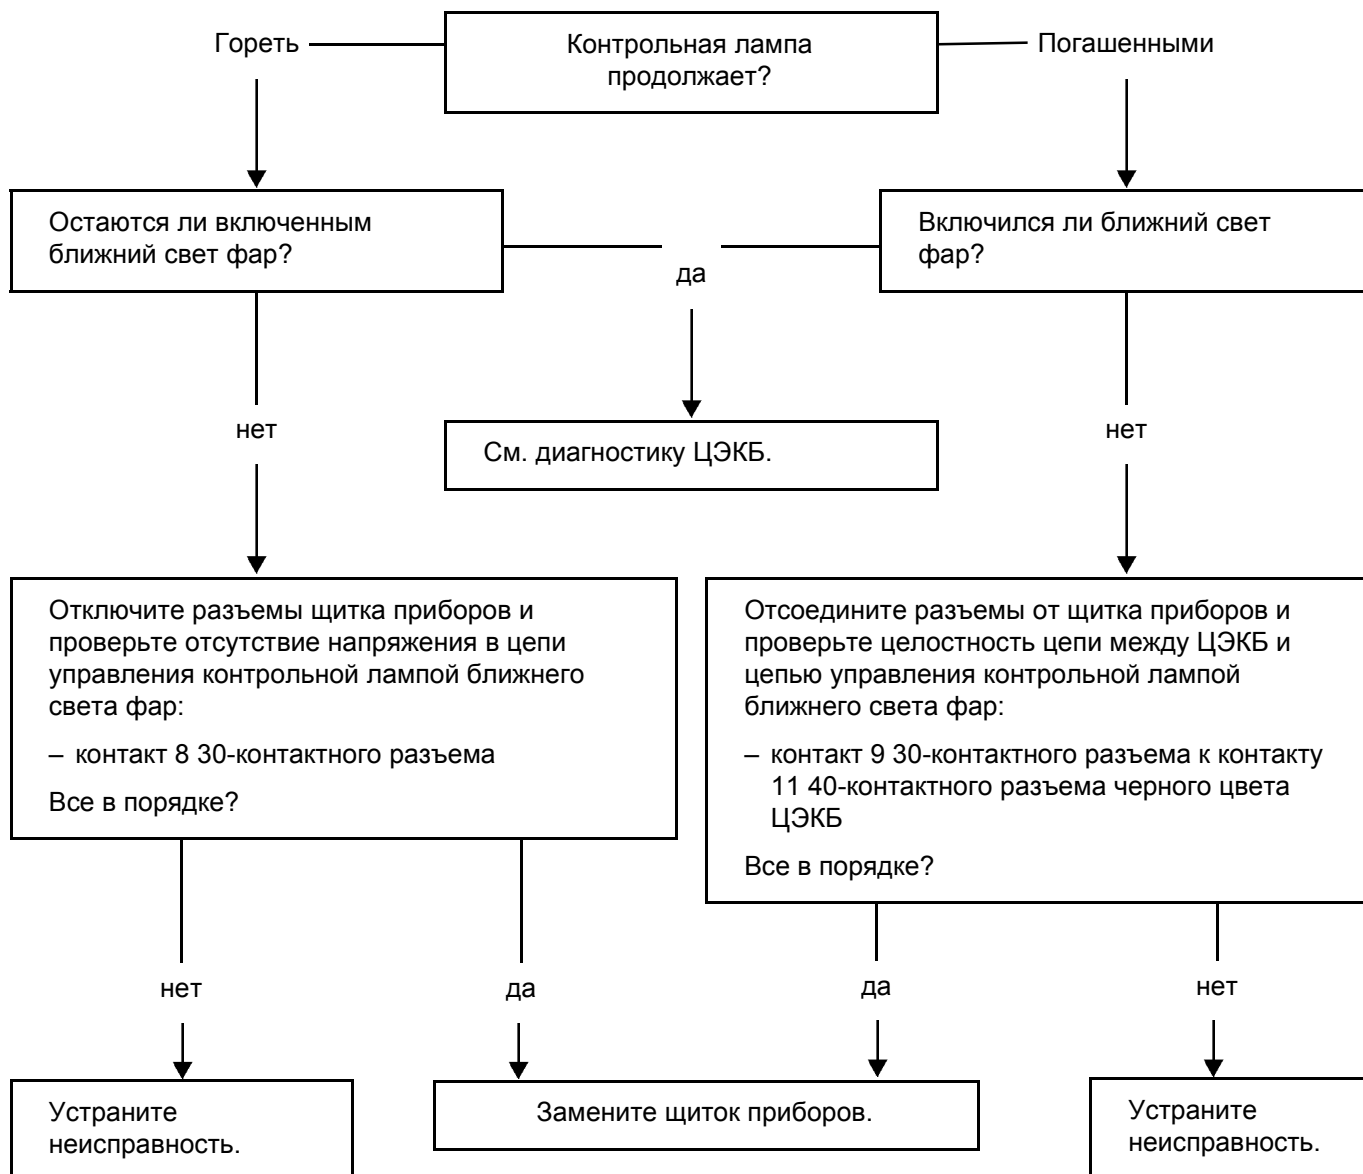 Гореть
Контрольная лампа
продолжает?
Погашенными
Остаются ли включенным
ближний свет фар?
Включился ли ближний свет
фар?
да
нет
См. диагностику ЦЭКБ.
нет
Отключите разъемы щитка приборов и
проверьте отсутствие напряжения в цепи
управления контрольной лампой ближнего
света фар:
– контакт 8 30-контактного разъема
Все в порядке?
Отсоедините разъемы от щитка приборов и
проверьте целостность цепи между ЦЭКБ и
цепью управления контрольной лампой
ближнего света фар:
– контакт 9 30-контактного разъема к контакту
11 40-контактного разъема черного цвета
ЦЭКБ
Все в порядке?
нет
да
да
нет
Устраните
неисправность.
Замените щиток приборов.
Устраните
неисправность.